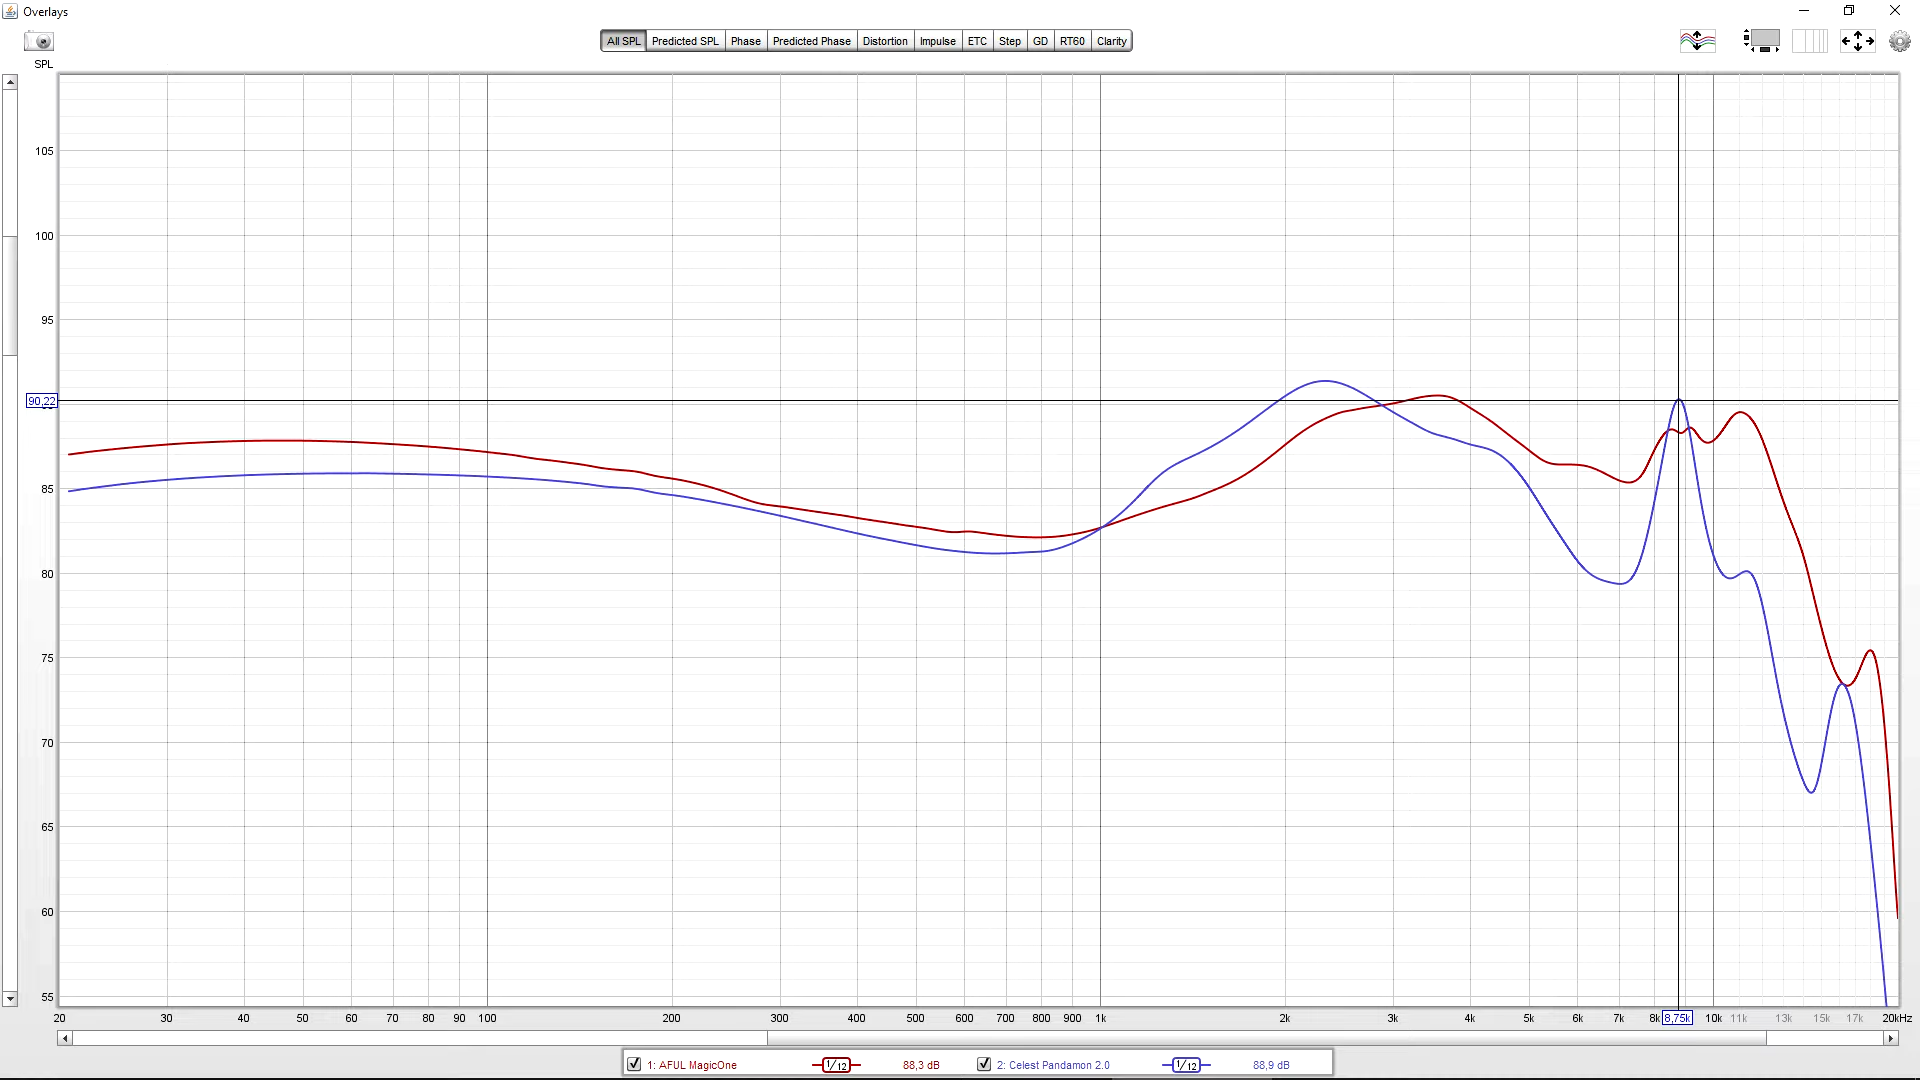 Overlays
All SPL Predicted SPL Phase Predicted Phase Distortion Impulse ETC Step GD RT60 Clarity
SPL
105
100
95
90,22
85
80
75
70
65
60
55
20 30 40 50 60 70 80 90 100 200 300 400 500 600 700 800 900 1k 2k 3k 4k 5k 6k 7k 8k 8,75k 10k 11k 13k 15k 17k 20kHz
1: AFUL MagicOne 1/12 88,3 dB 2: Celest Pandamon 2.0 1/12 88,9 dB